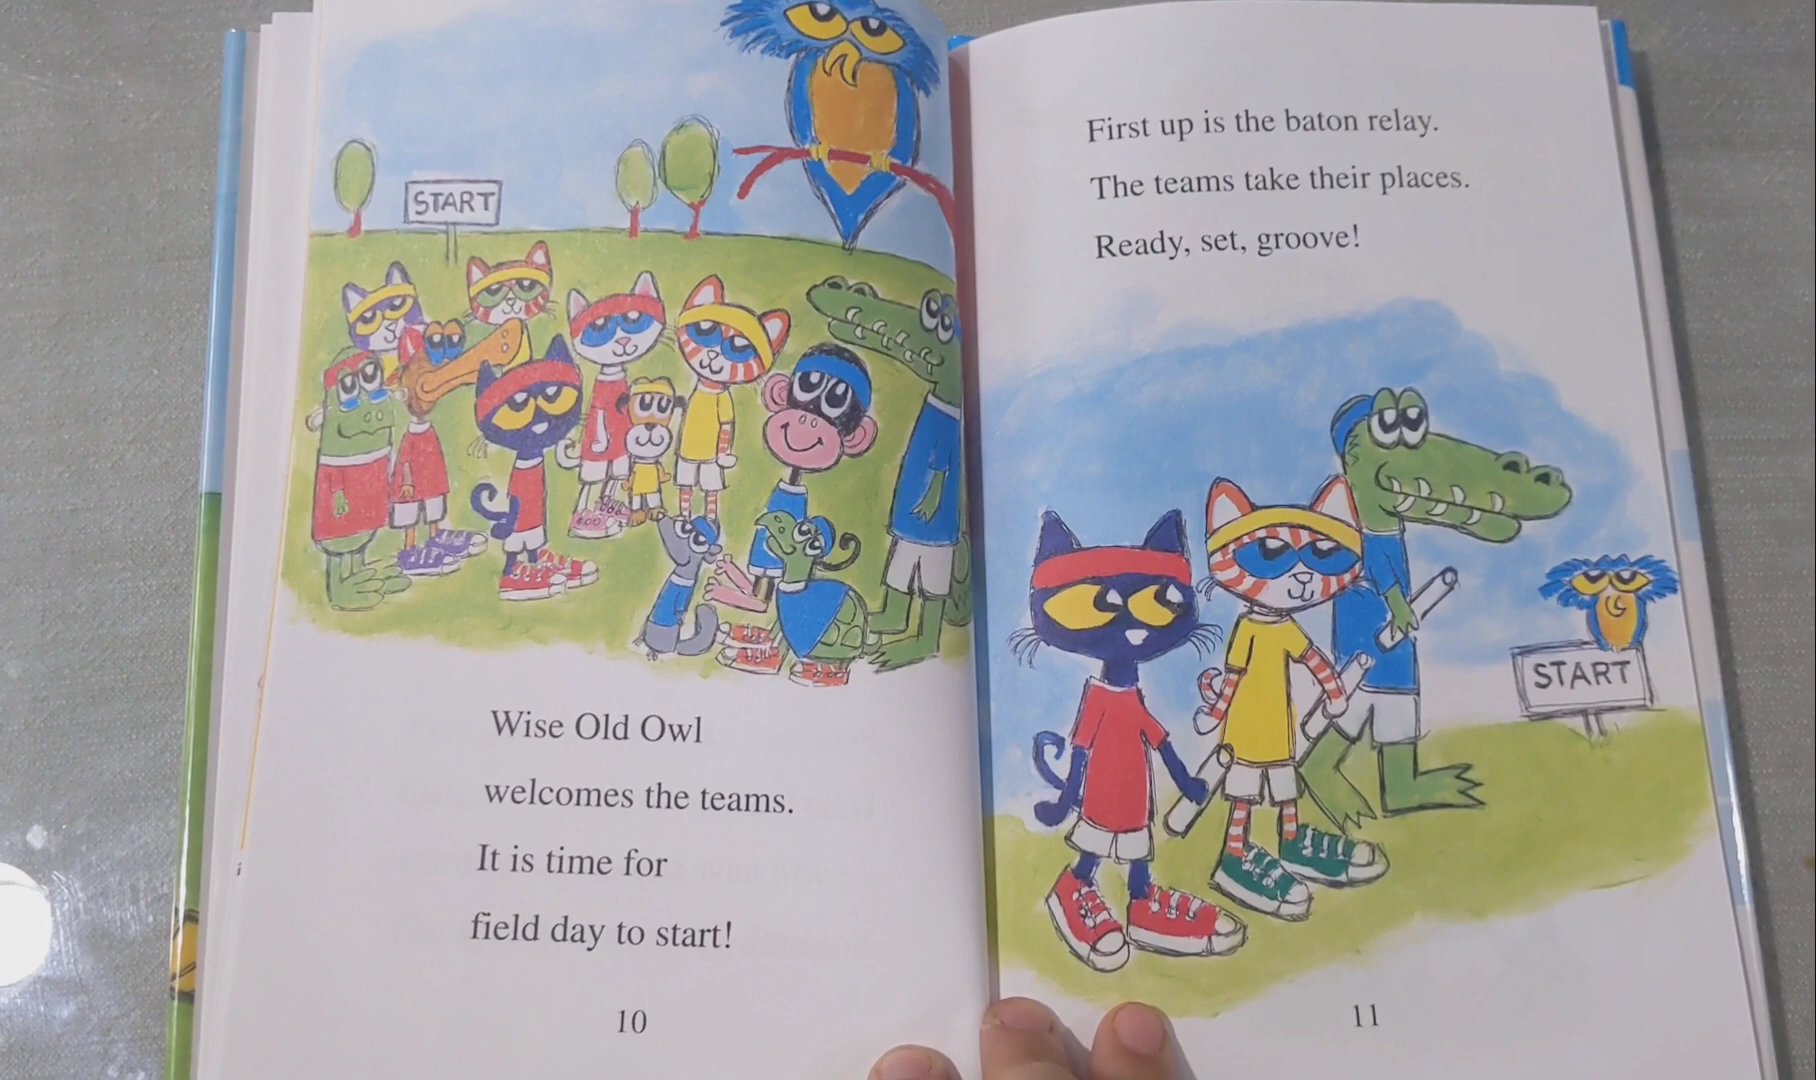 START
Wise Old Owl
welcomes the teams.
It is time for
field day to start!
10
First up is the baton relay.
The teams take their places.
Ready, set, groove!
START
11